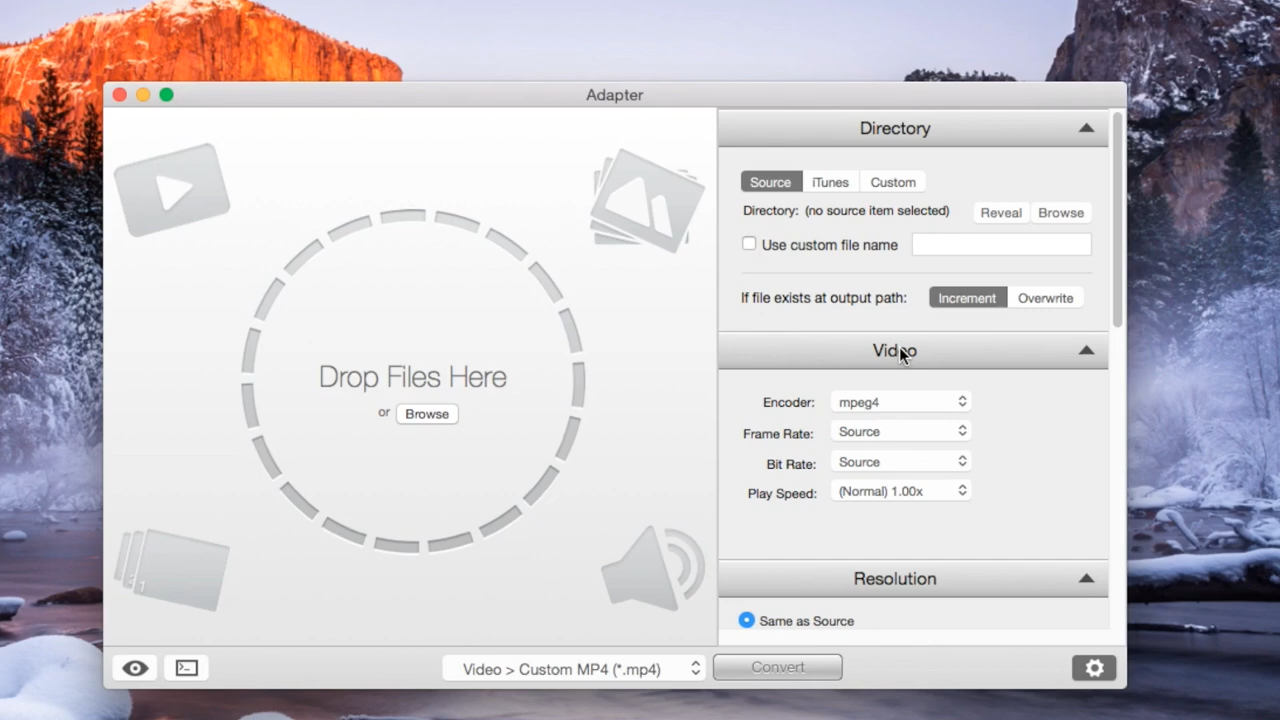 Adapter
Drop Files Here
or Browse
Directory
Source iTunes Custom
Directory: (no source item selected) Reveal Browse
Use custom file name
If file exists at output path: Increment Overwrite
Video
Encoder: mpeg4
Frame Rate: Source
Bit Rate: Source
Play Speed: (Normal) 1.00x
Resolution
Same as Source
Video > Custom MP4 (*.mp4) Convert